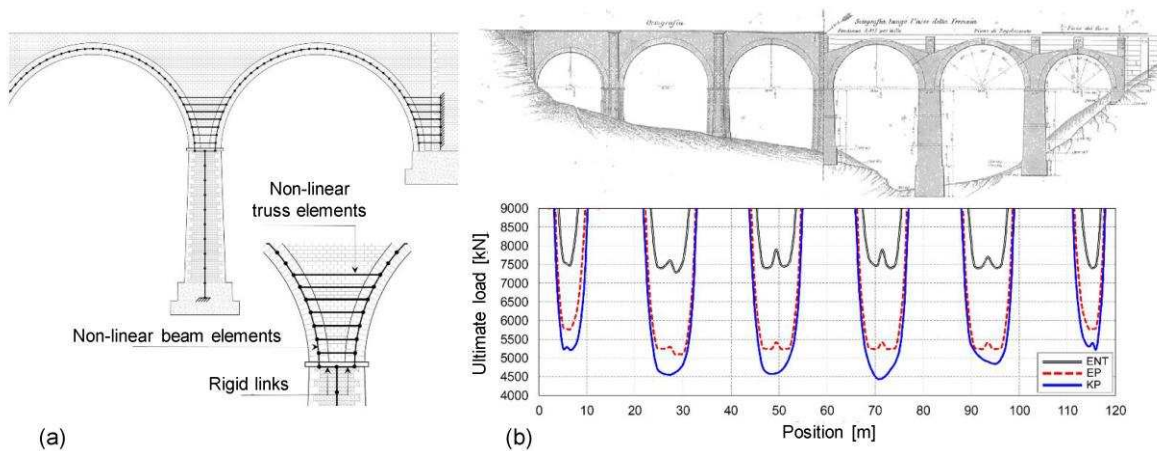 Non-linear
truss elements
Non-linear beam elements
Rigid links
(a)
Ortografia
Ultimate load [kN]
9000
8500
8000
7500
7000
6500
6000
5500
5000
4500
4000
ENT
EP
KP
0 10 20 30 40 50 60 70 80 90 100 110 120
Position [m]
(b)